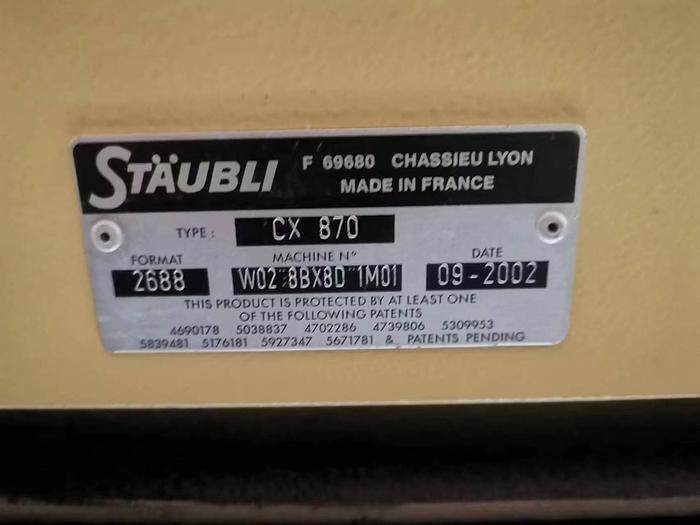 STÄUBLI
F 69680 CHASSIEU LYON
MADE IN FRANCE
TYPE : CX 870
FORMAT MACHINE N° DATE
2688 W02 8BX8D 1M01 09-2002
THIS PRODUCT IS PROTECTED BY AT LEAST ONE
OF THE FOLLOWING PATENTS
4690178 5038837 4702286 4739806 5309953
5839481 5176181 5927347 5671781 & PATENTS PENDING